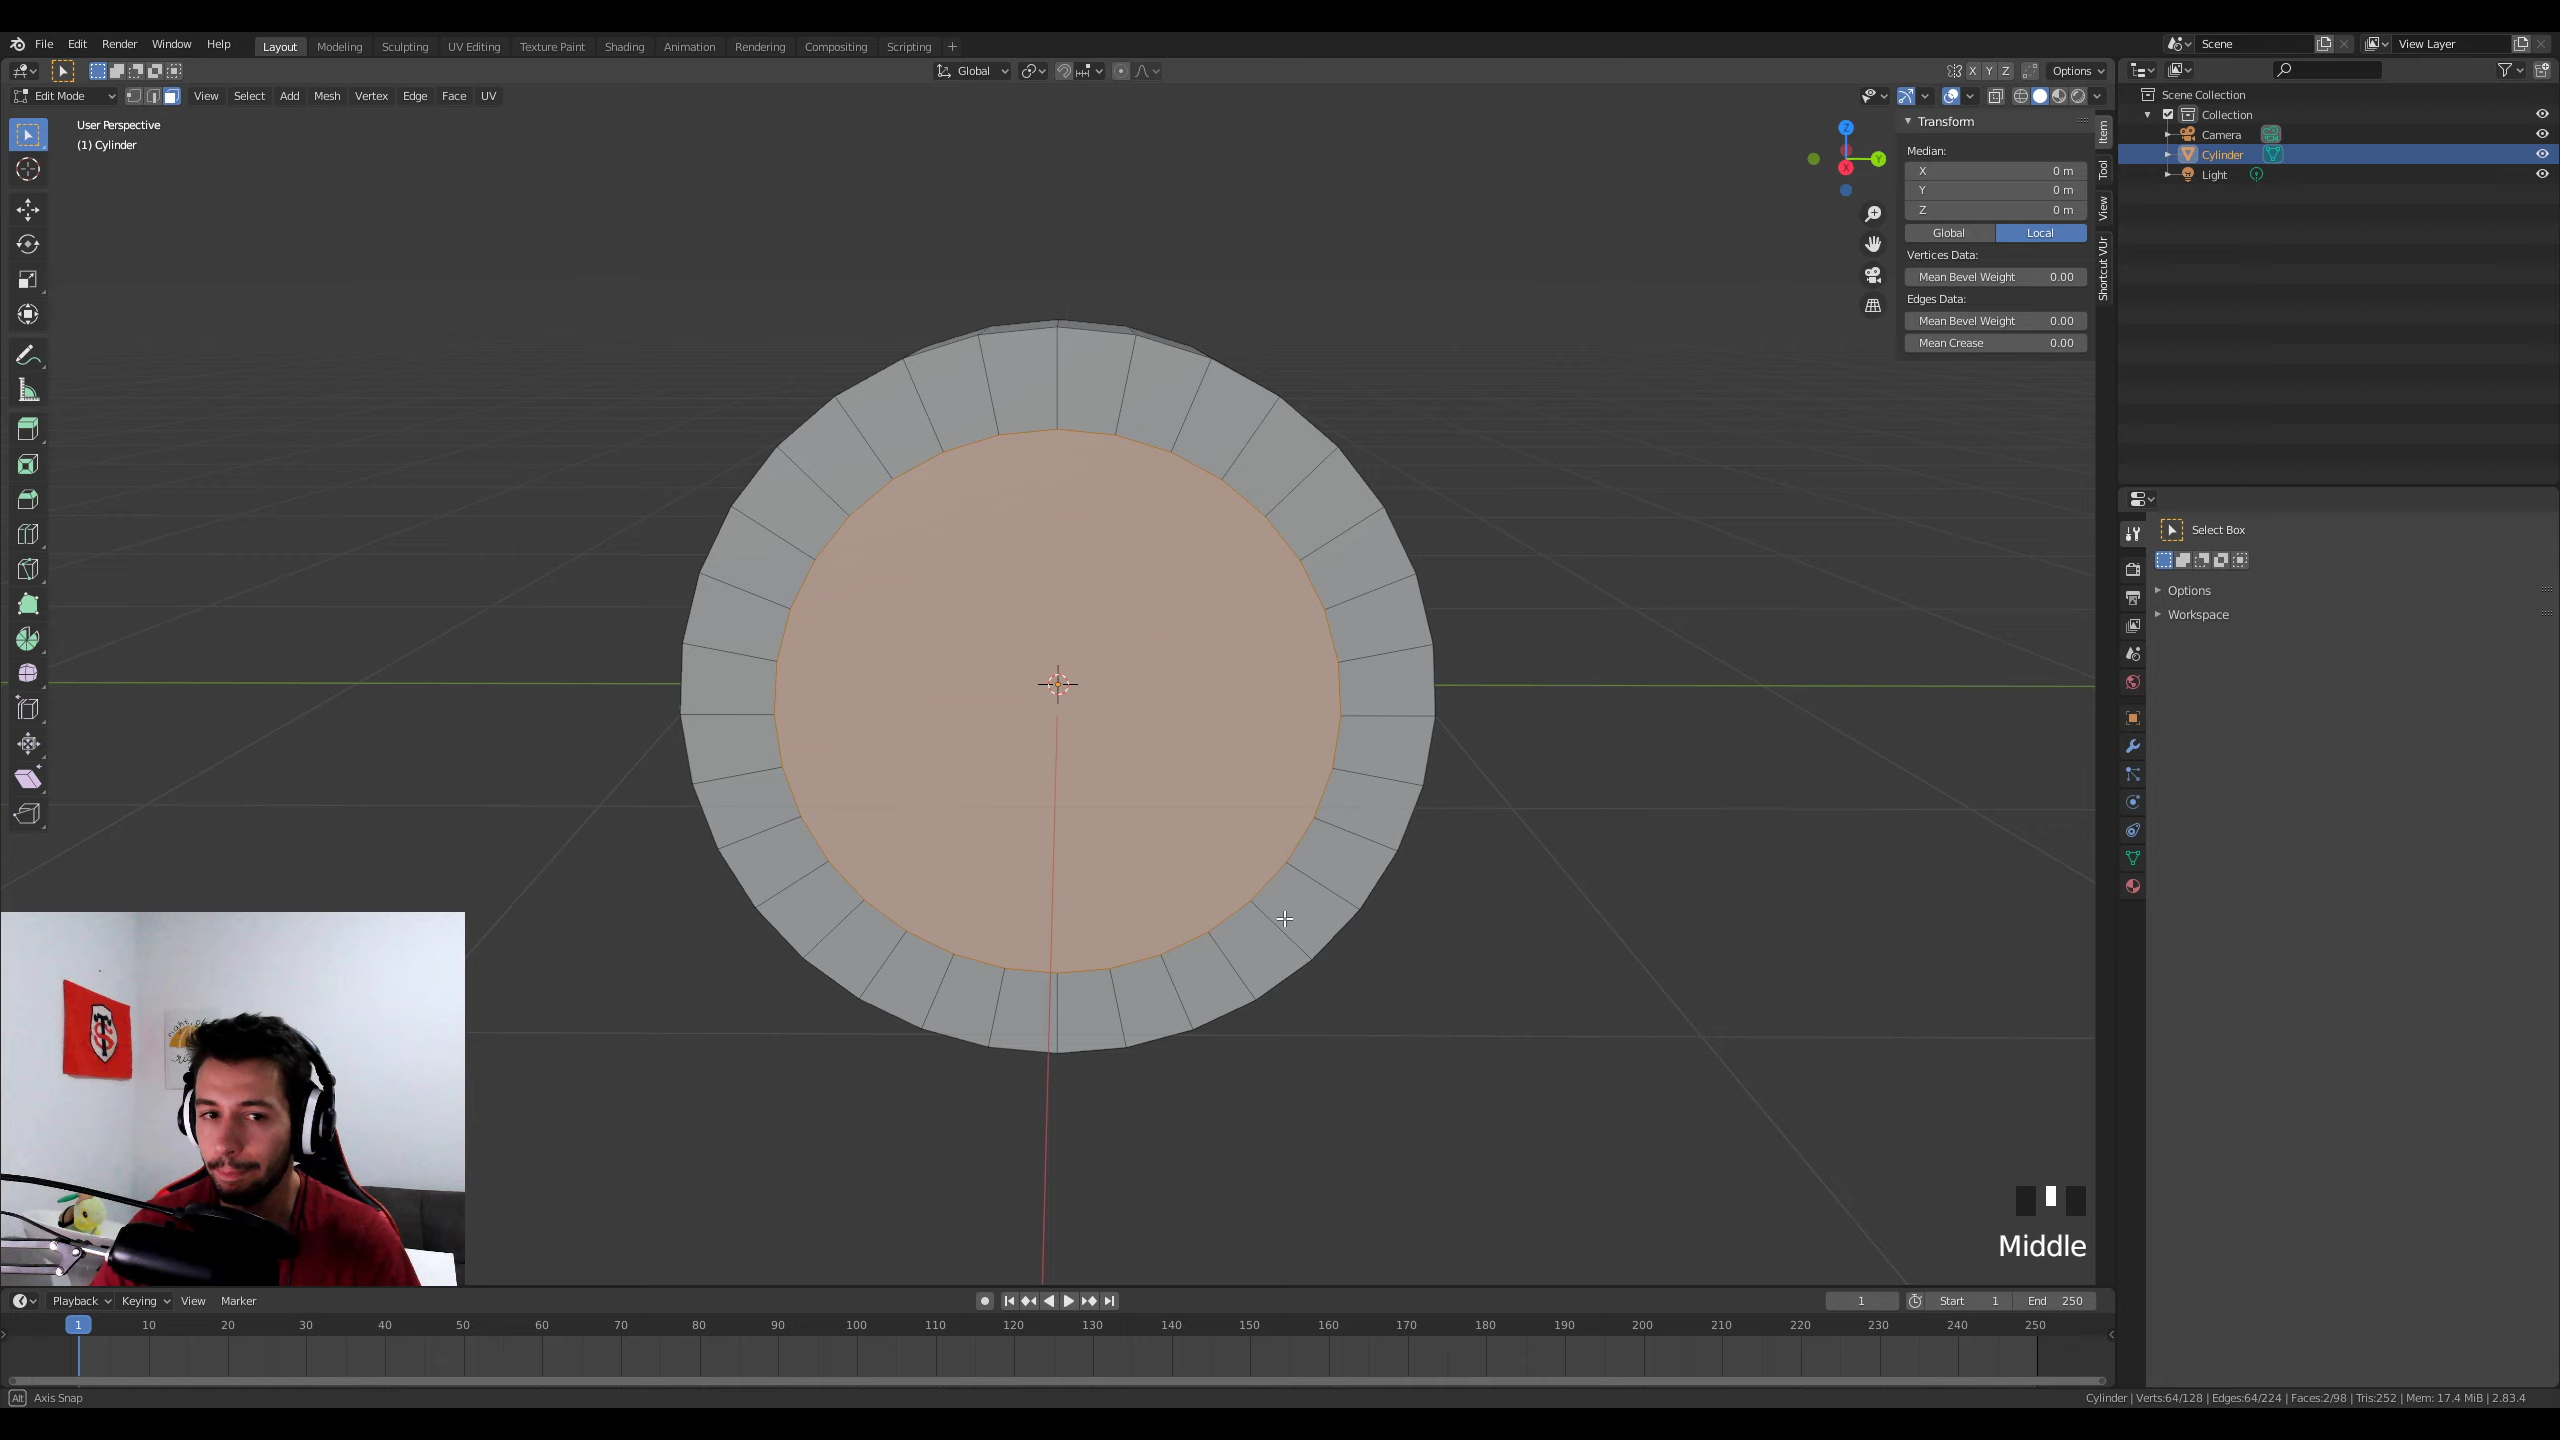 File Edit Render Window Help Layout Modeling Sculpting UV Editing Texture Paint Shading Animation Rendering Compositing Scripting + Scene View Layer
Global X Y Z Options
Edit Mode View Select Add Mesh Vertex Edge Face UV
User Perspective
(1) Cylinder
Z
Y
X
Transform
Median:
X 0 m
Y 0 m
Z 0 m
Global Local
Vertices Data:
Mean Bevel Weight 0.00
Edges Data:
Mean Bevel Weight 0.00
Mean Crease 0.00
Item
Tool
View
Shortcut VUr
Scene Collection
Collection
Camera
Cylinder
Light
Select Box
Options
Workspace
Middle
Playback Keying View Marker 1 Start 1 End 250
1 10 20 30 40 50 60 70 80 90 100 110 120 130 140 150 160 170 180 190 200 210 220 230 240 250
Alt Axis Snap
Cylinder | Verts:64/128 | Edges:64/224 | Faces:2/98 | Tris:252 | Mem: 17.4 MiB | 2.83.4